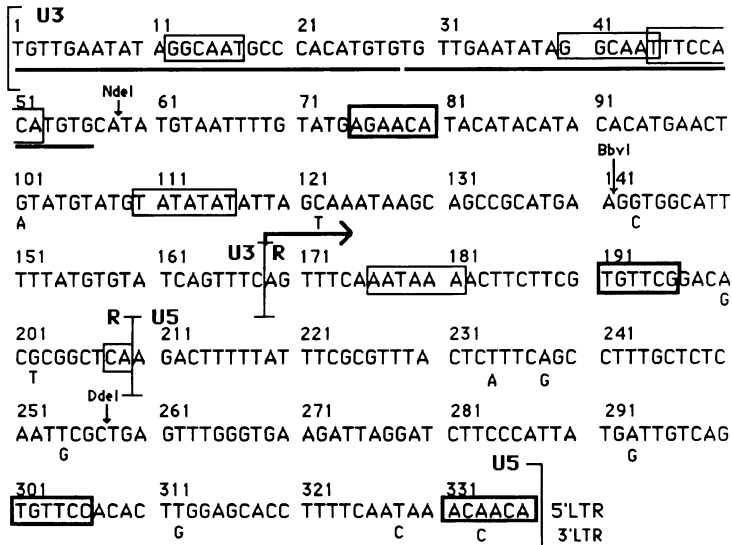 U3
1 11 21 31 41
TGTTGAATAT AGGCAATGCC CACATGTGTG TTGAATATAG GCAATTTCCA
51 NdeI 61 71 81 91
CATGTGCATA TGTAATTTTG TATGAGAACA TACATACATA CACATGAACT
BbvI
101 111 121 131 141
GTATGTATGT ATATATATTA GCAAATAAGC AGCCGCATGA AGGTGGCATT
A T C
151 161 U3 R 171 181 191
TTTATGTGTA TCAGTTTCAG TTTCAAATAA AACTTCTTCG TGTTCGGACA
G
201 R U5 211 221 231 241
CGCGGCTCAA GACTTTTTAT TTCGCGTTTA CTCTTTCAGC CTTTGCTCTC
T A G
251 DdeI 261 271 281 291
AATTCGCTGA GTTTGGGTGA AGATTAGGAT CTTCCCATTA TGATTGTCAG
G G
U5
301 311 321 331
TGTTCCACAC TTGGAGCACC TTTTCAATAA ACAACA 5'LTR
G C C 3'LTR